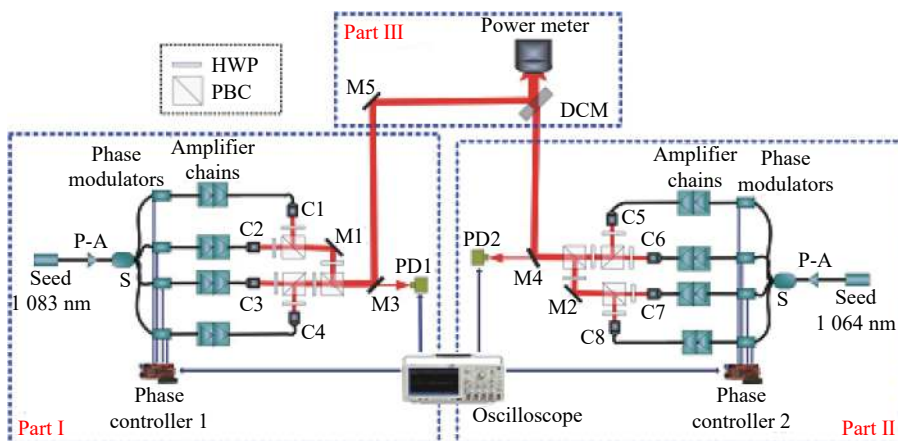 Part III
Power meter
HWP
PBC
M5
DCM
Phase
modulators
Amplifier
chains
Amplifier
chains
Phase
modulators
C1
C2
M1
P-A
S
Seed
1 083 nm
C3
C4
M3
PD1
PD2
M4
M2
C5
C6
C7
C8
P-A
S
Seed
1 064 nm
Phase
controller 1
Oscilloscope
Phase
controller 2
Part I
Part II